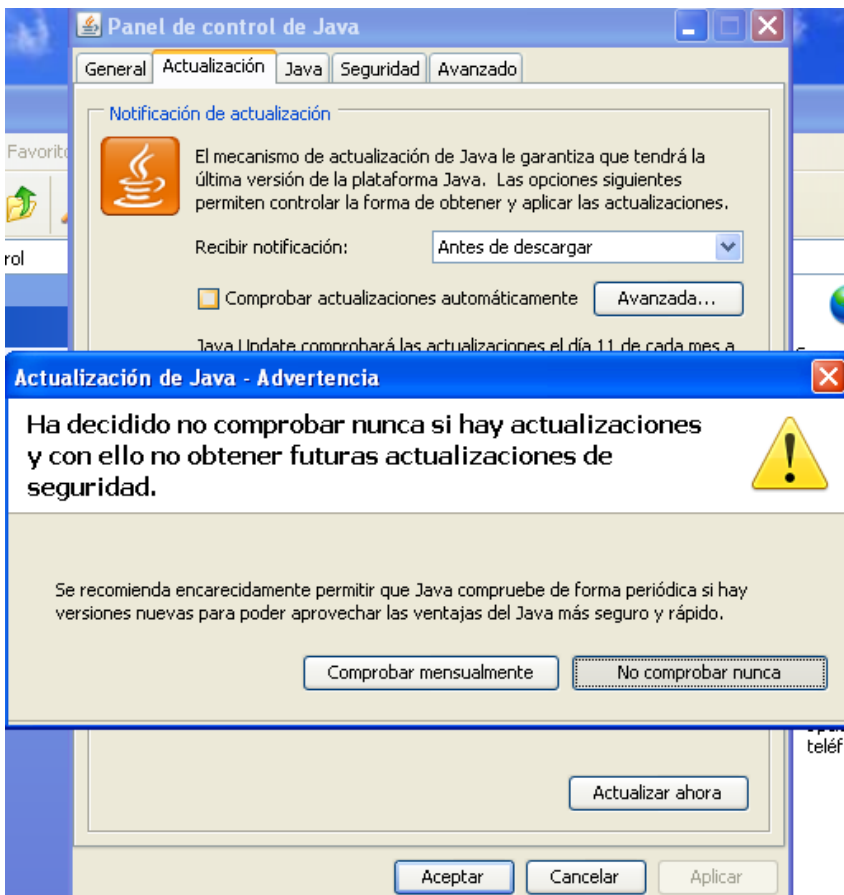 Panel de control de Java
General Actualización Java Seguridad Avanzado
Notificación de actualización
El mecanismo de actualización de Java le garantiza que tendrá la
última versión de la plataforma Java. Las opciones siguientes
permiten controlar la forma de obtener y aplicar las actualizaciones.
Recibir notificación: Antes de descargar
Comprobar actualizaciones automáticamente Avanzada...
Java Update comprobará las actualizaciones el día 11 de cada mes a
Actualización de Java - Advertencia
Ha decidido no comprobar nunca si hay actualizaciones
y con ello no obtener futuras actualizaciones de
seguridad.
Se recomienda encarecidamente permitir que Java compruebe de forma periódica si hay
versiones nuevas para poder aprovechar las ventajas del Java más seguro y rápido.
Comprobar mensualmente No comprobar nunca
Actualizar ahora
Aceptar Cancelar Aplicar
Favorito
rol
teléf